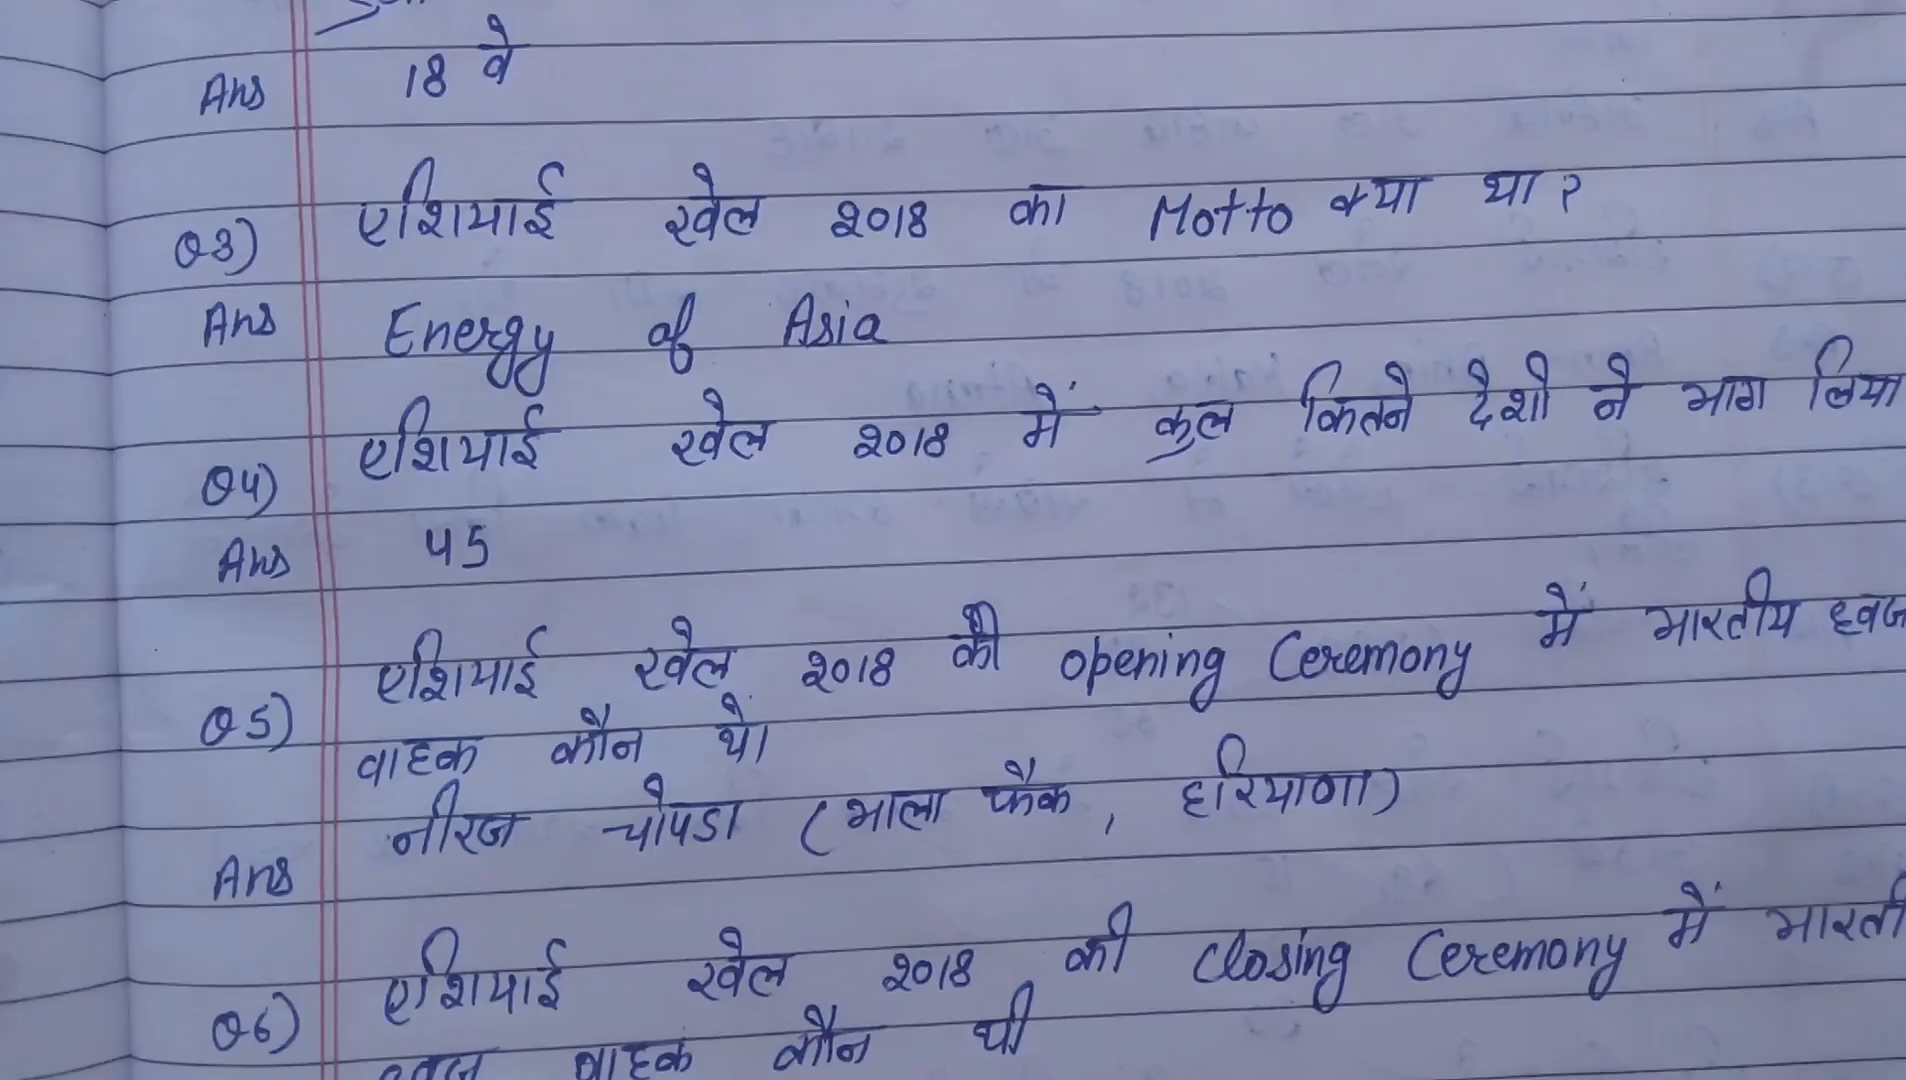 Ans 18 वे
Q3) एशियाई खेल 2018 का Motto क्या था ?
Ans Energy of Asia
Q4) एशियाई खेल 2018 में कुल कितने देशो ने भाग लिया
Ans 45
Q5) एशियाई खेल 2018 की opening Ceremony में भारतीय ध्वज
वाहक कौन थे।
Ans नीरज चोपडा (भाला फैंक, हरियाणा)
Q6) एशियाई खेल 2018 की closing Ceremony में भारती
ध्वज वाहक कौन थी